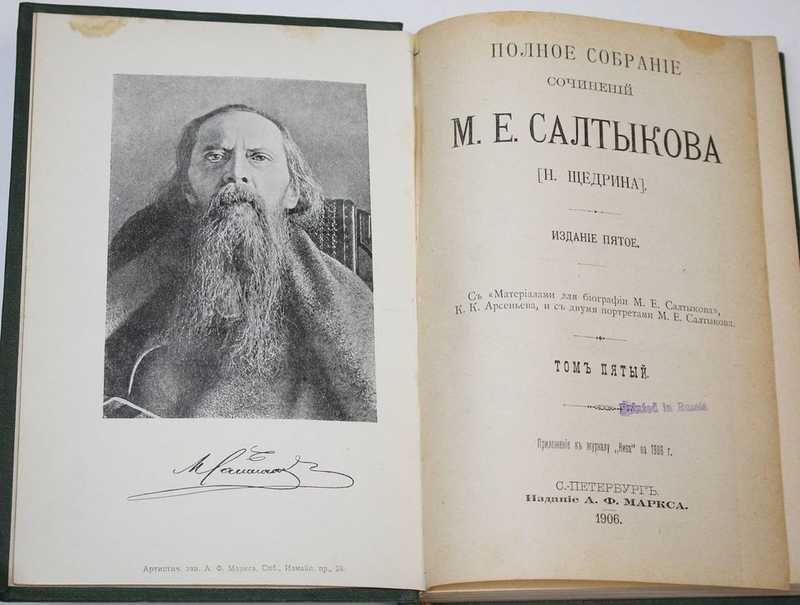 М Салтыков
Артистич. зав. А. Ф. Маркса, Спб., Измайл. пр., 29.
ПОЛНОЕ СОБРАНІЕ
СОЧИНЕНІЙ
М. Е. САЛТЫКОВА
[Н. ЩЕДРИНА].
ИЗДАНІЕ ПЯТОЕ.
Съ «Матеріалами для біографіи М. Е. Салтыкова»,
К. К. Арсеньева, и съ двумя портретами М. Е. Салтыкова.
ТОМЪ ПЯТЫЙ.
Printed in Russia
Приложеніе къ журналу „Нива“ на 1906 г.
С.-ПЕТЕРБУРГЪ.
Изданіе А. Ф. МАРКСА.
1906.